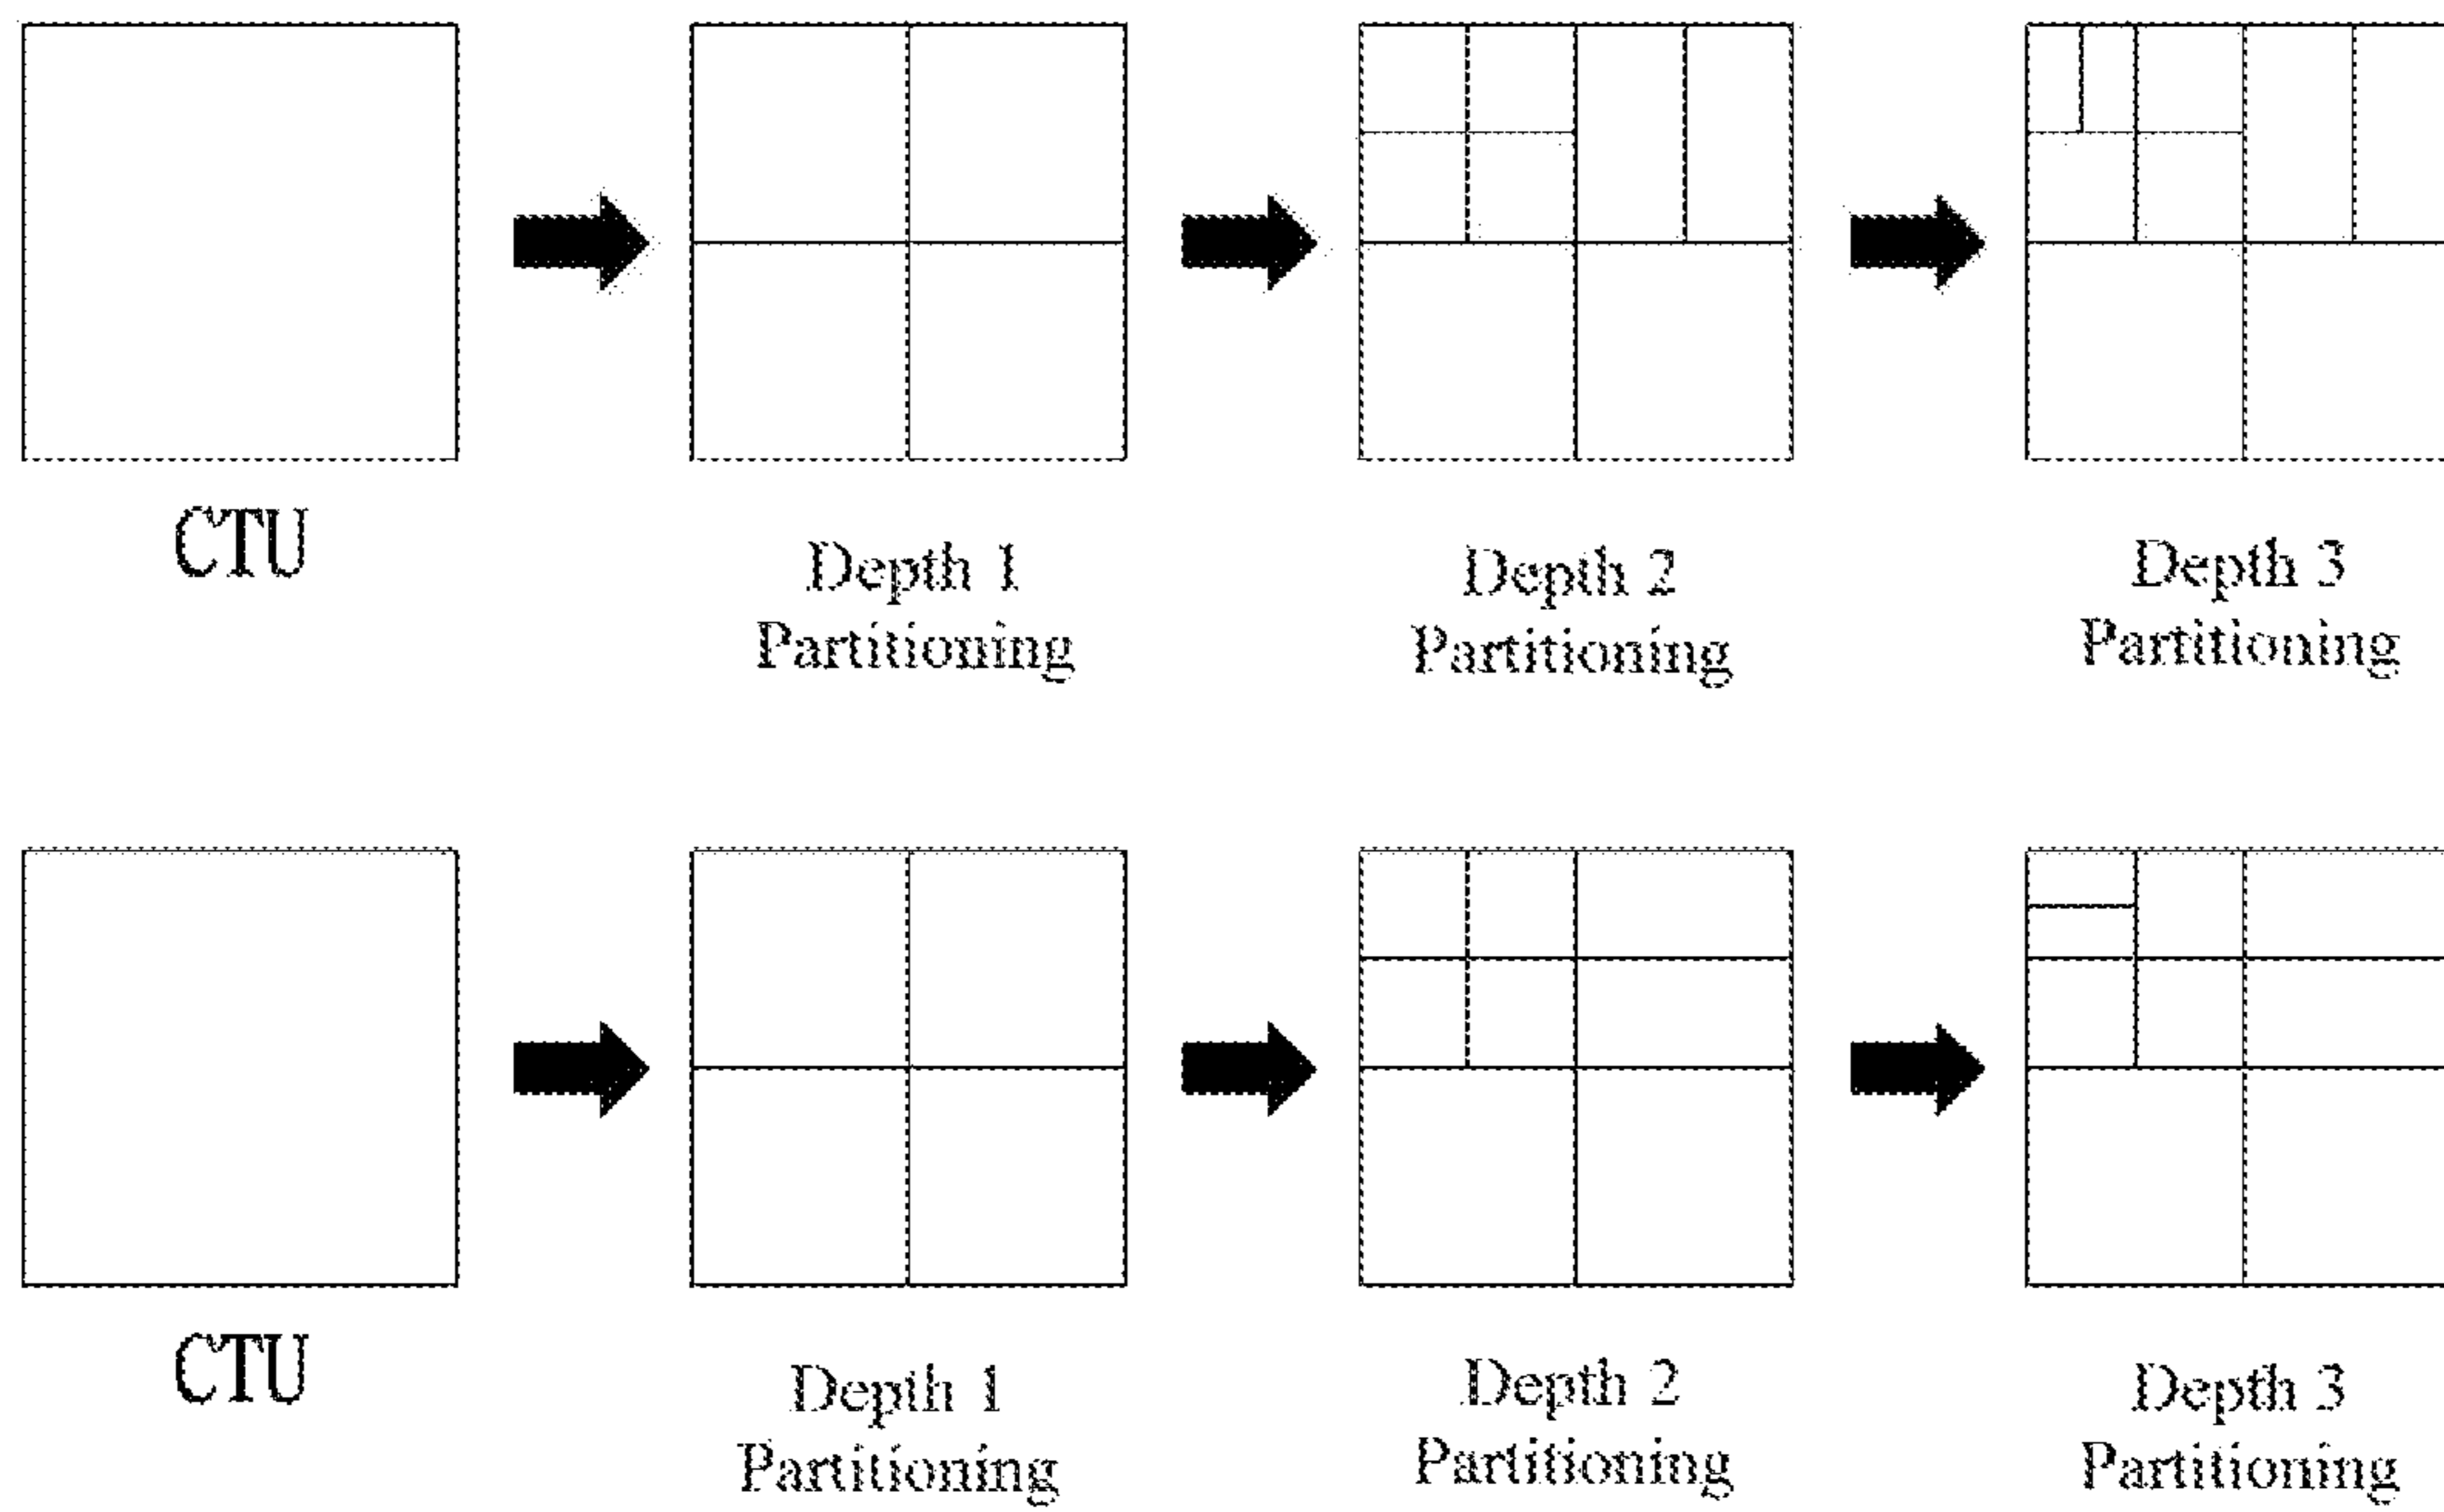 CTU
Depth 1
Partitioning
Depth 2
Partitioning
Depth 3
Partitioning
CTU
Depth 1
Partitioning
Depth 2
Partitioning
Depth 3
Partitioning